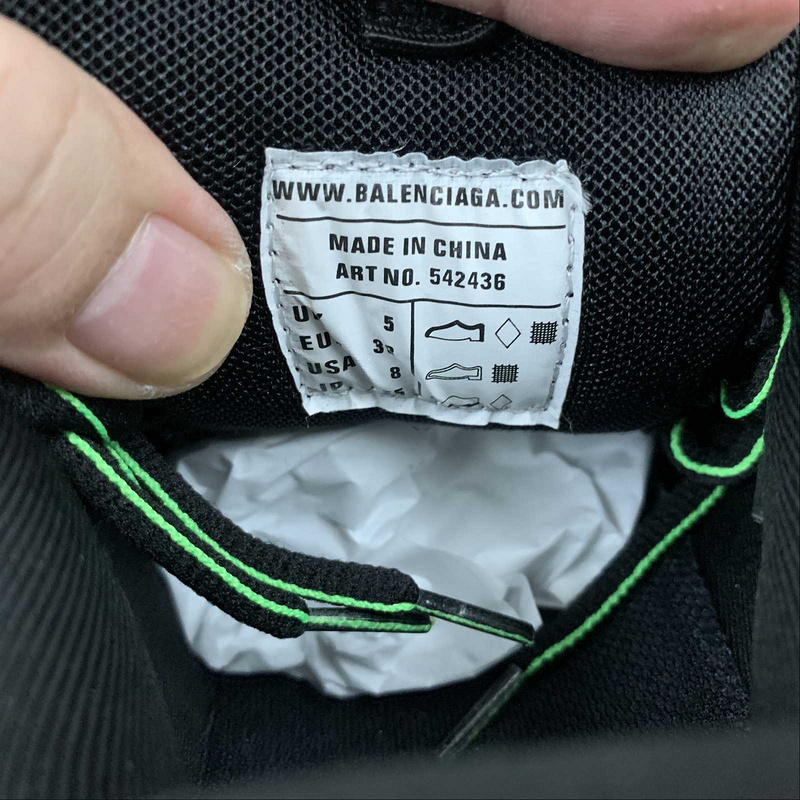 WWW.BALENCIAGA.COM
MADE IN CHINA
ART NO. 542436
5
EU
USA 8